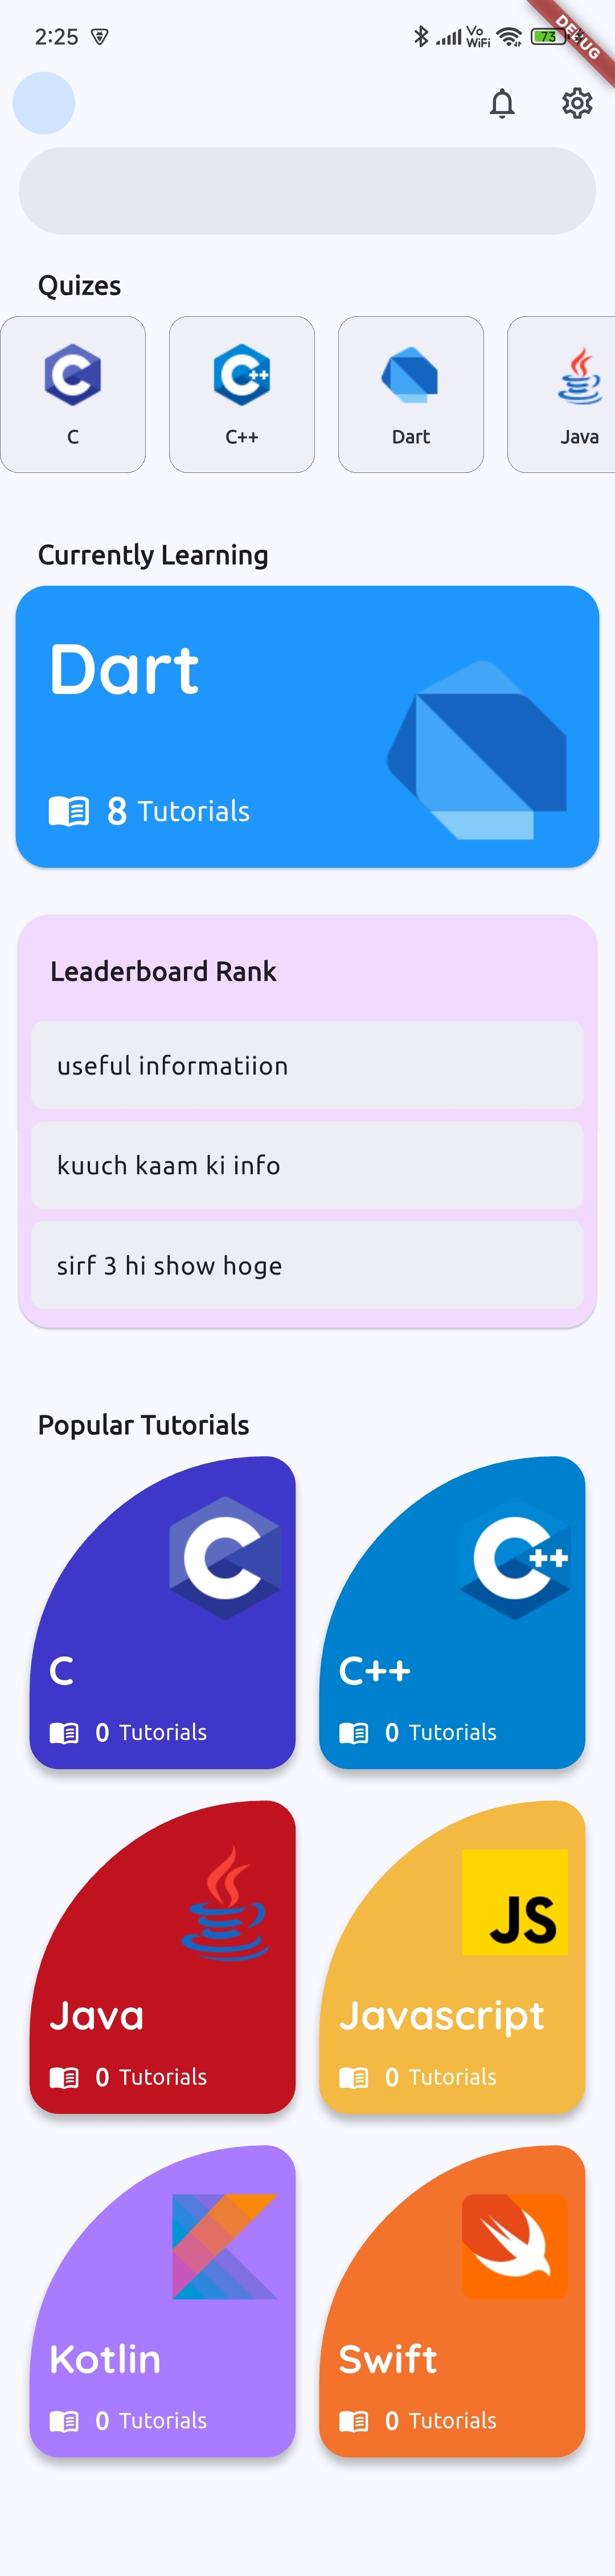 2:25
Vo
WiFi
73
DEBUG
Quizes
C
C++
Dart
Java
C
C++
Currently Learning
Dart
8 Tutorials
Leaderboard Rank
useful informatiion
kuuch kaam ki info
sirf 3 hi show hoge
Popular Tutorials
C
C++
C
C++
0 Tutorials
0 Tutorials
JS
Java
Javascript
0 Tutorials
0 Tutorials
Kotlin
Swift
0 Tutorials
0 Tutorials